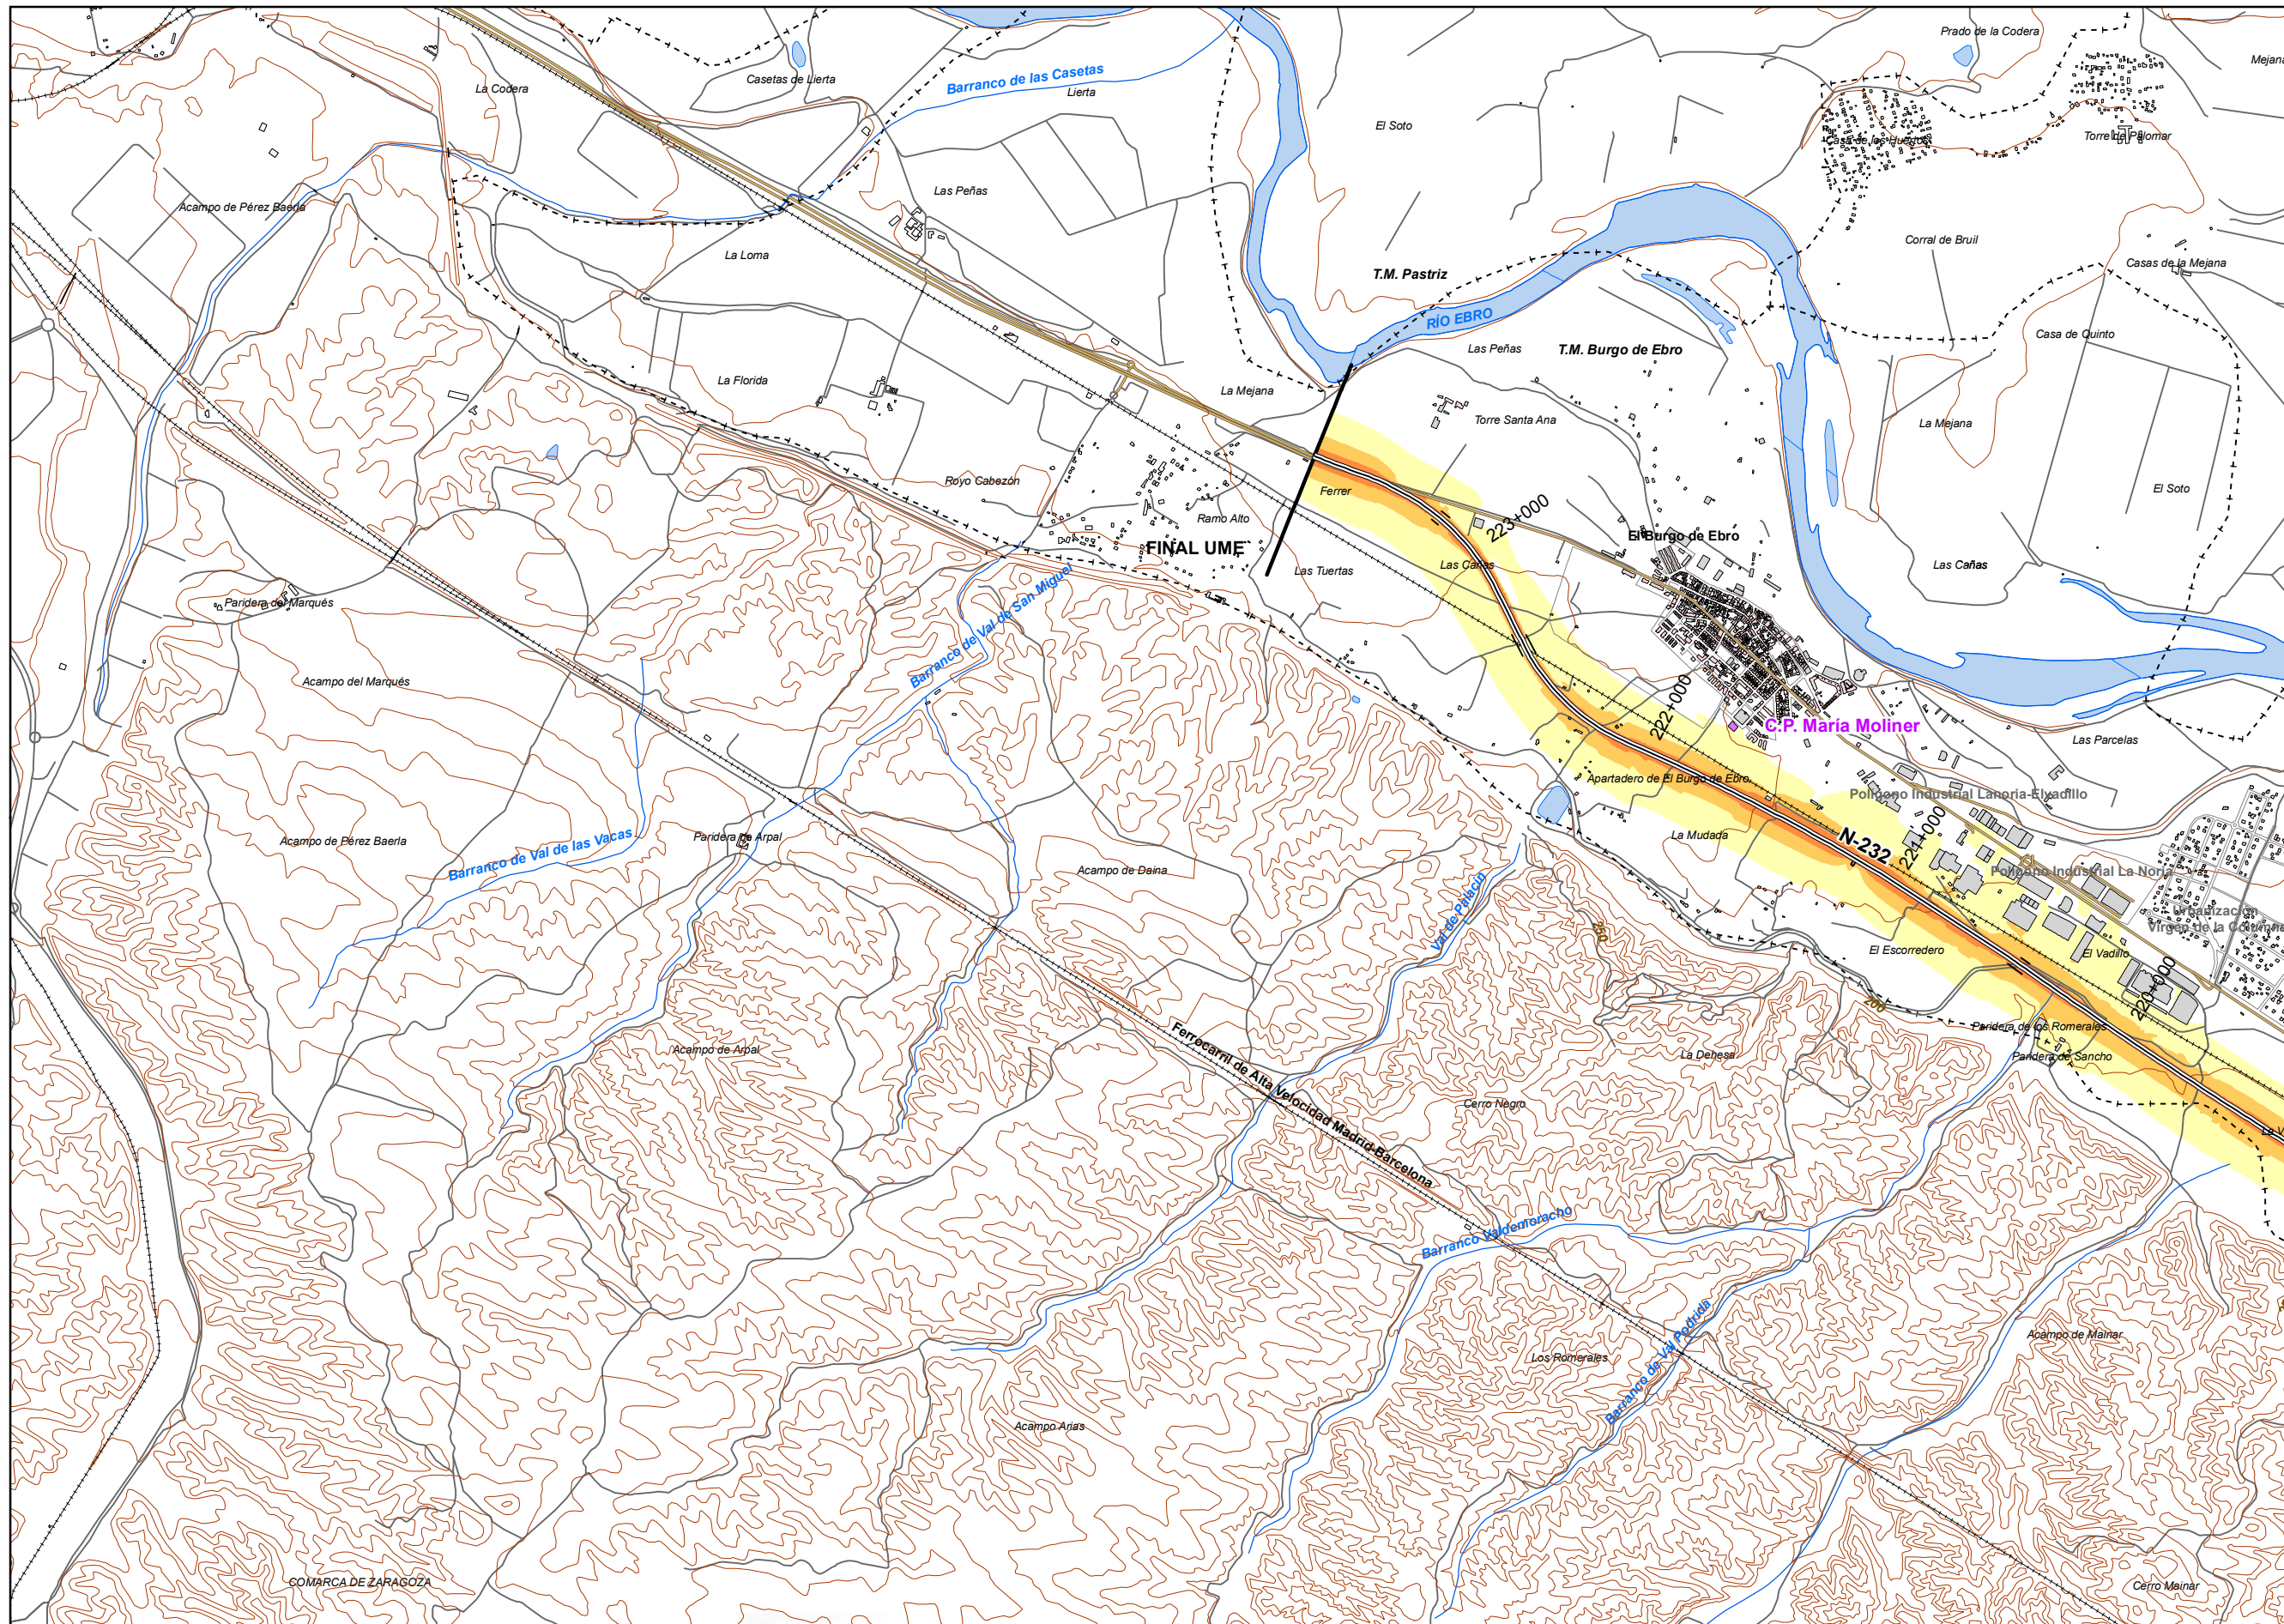 Prado de la Codera
Mejana
Casetas de Lierta
Barranco de las Casetas
La Codera
Lierta
El Soto
Torre de Palomar
Casa de los Huertos
Las Peñas
Acampo de Pérez Baerla
Corral de Bruil
La Loma
Casas de la Mejana
T.M. Pastriz
RÍO EBRO
Casa de Quinto
Las Peñas
T.M. Burgo de Ebro
La Florida
La Mejana
Torre Santa Ana
La Mejana
Royo Cabezón
Ferrer
El Soto
Ramo Alto
223+000
El Burgo de Ebro
FINAL UME
Las Tuertas
Las Cañas
Las Cañas
Paridera del Marqués
Barranco de Val de San Miguel
Acampo del Marqués
222+000
C.P. María Moliner
Las Parcelas
Apartadero de El Burgo de Ebro
Polígono Industrial Lanoria-Elvadillo
Acampo de Pérez Baerla
Barranco de Val de las Vacas
Paridera de Arpal
La Mudada
N-232
221+000
Acampo de Daina
Polígono Industrial La Noria
Val de Palacín
Urbanización
Virgen de la Columna
250
El Escorredero
El Vadillo
220+000
200
Paridera de los Romerales
Acampo de Arpal
Ferrocarril de Alta Velocidad Madrid-Barcelona
La Dehesa
Paridera de Sancho
Cerro Negro
La V
Barranco Valdemoracho
Barranco de Val Podrida
Los Romerales
Acampo de Mainar
Acampo Arias
COMARCA DE ZARAGOZA
Cerro Mainar